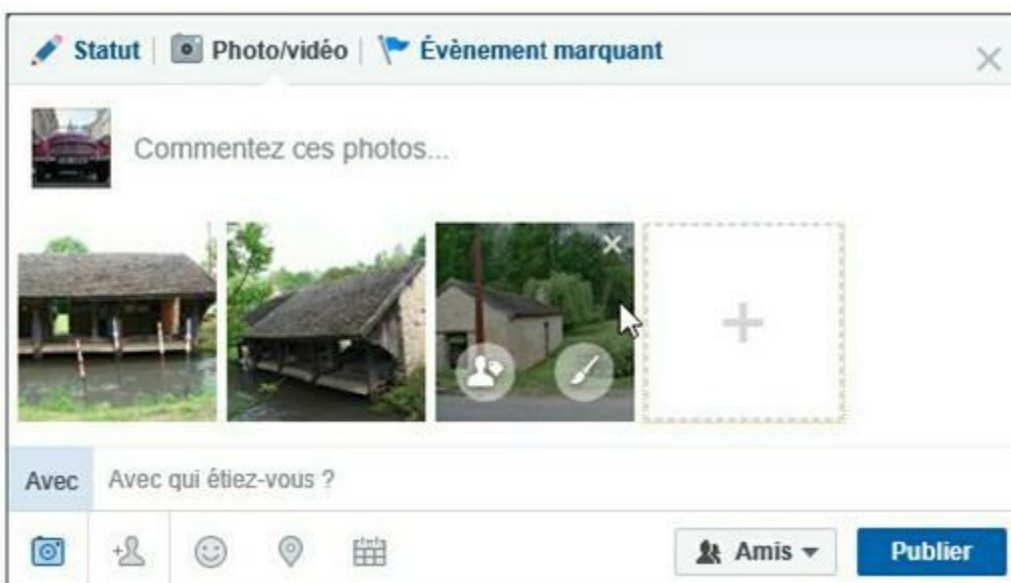 Statut Photo/vidéo Évènement marquant
Commentez ces photos...
Avec Avec qui étiez-vous ?
Amis Publier